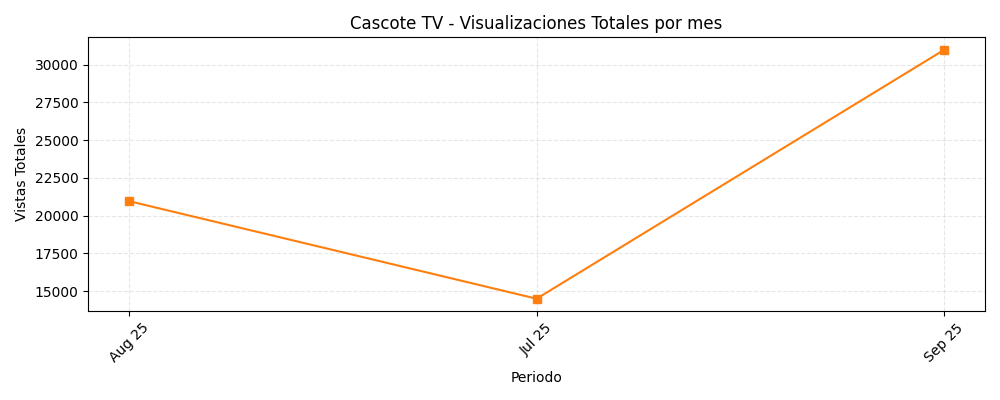 Cascote TV - Visualizaciones Totales por mes
Vistas Totales
30000
27500
25000
22500
20000
17500
15000
Aug 25
Jul 25
Sep 25
Periodo